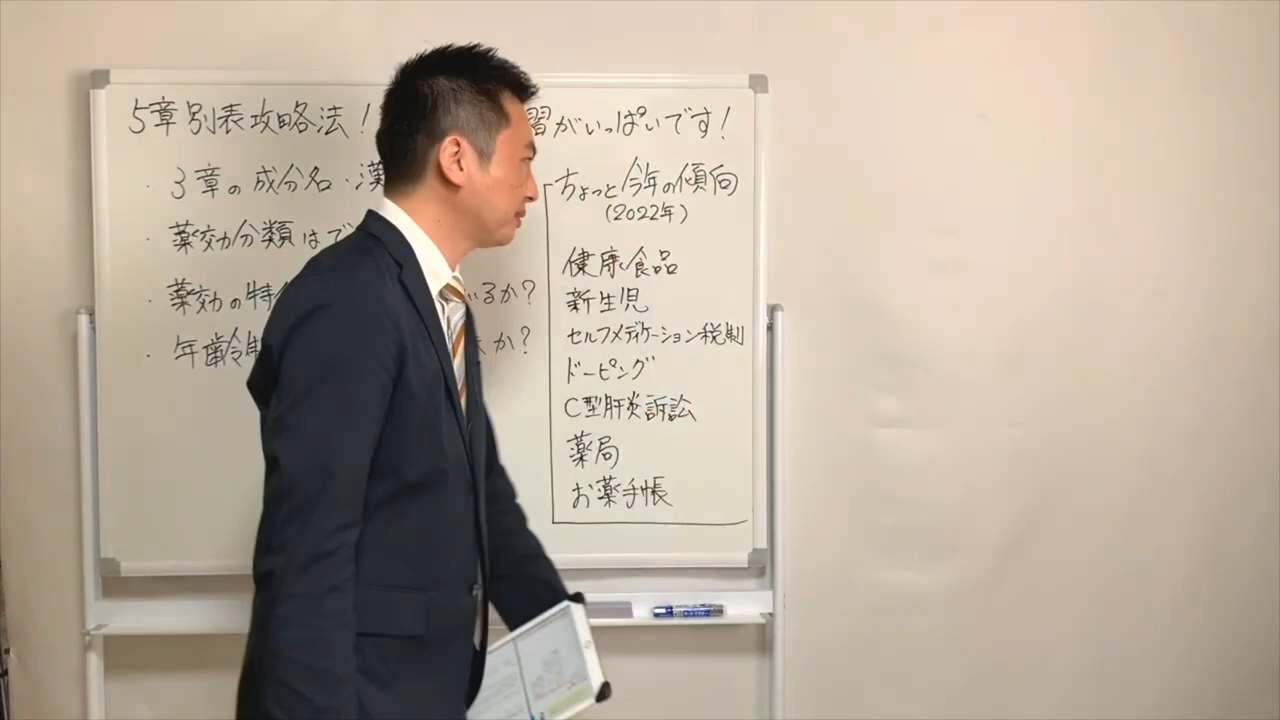 5章別表攻略法! 習がいっぱいです!
・3章の成分名・漢
・薬効分類はで
・薬効の特 いるか?
・年齢制 か?
ちょっと今年の傾向
(2022年)
健康食品
新生児
セルフメディケーション税制
ドーピング
C型肝炎訴訟
薬局
お薬手帳